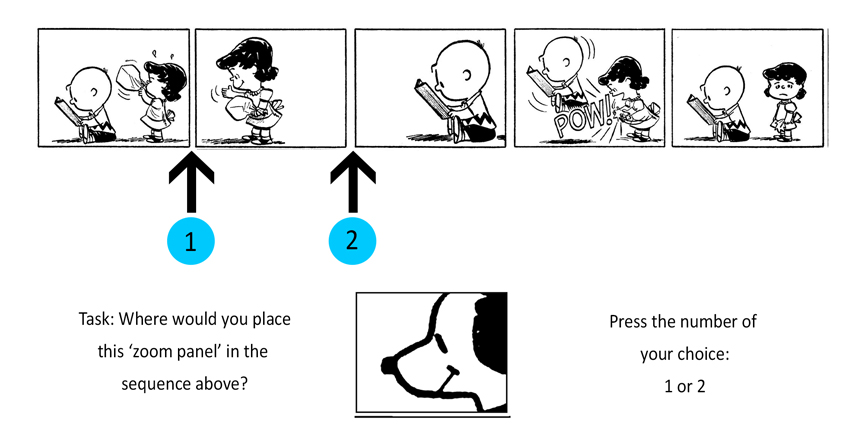 POW!
1
2
Task: Where would you place
this ‘zoom panel’ in the
sequence above?
Press the number of
your choice:
1 or 2